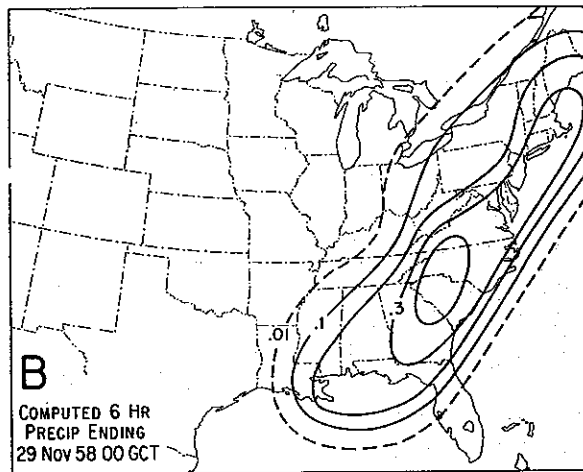 .01
.1
.3
B
COMPUTED 6 HR
PRECIP ENDING
29 NOV 58 00 GCT